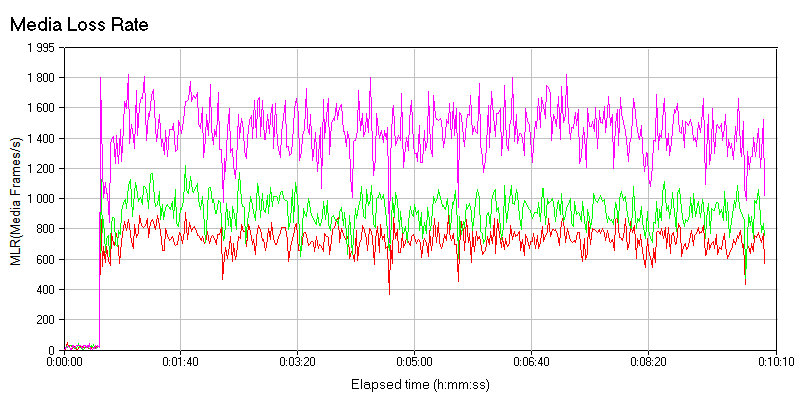 Media Loss Rate
1 995
1 800
1 600
1 400
1 200
1 000
800
600
400
200
0
MLR(Media Frames/s)
0:00:00 0:01:40 0:03:20 0:05:00 0:06:40 0:08:20 0:10:10
Elapsed time (h:mm:ss)